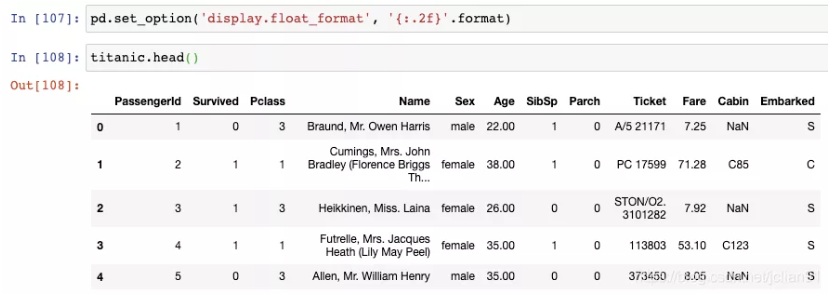 In [107]: pd.set_option('display.float_format', '{:.2f}'.format)
In [108]: titanic.head()
Out[108]:
PassengerId Survived Pclass Name Sex Age SibSp Parch Ticket Fare Cabin Embarked
0 1 0 3 Braund, Mr. Owen Harris male 22.00 1 0 A/5 21171 7.25 NaN S
1 2 1 1 Cumings, Mrs. John Bradley (Florence Briggs Th... female 38.00 1 0 PC 17599 71.28 C85 C
2 3 1 3 Heikkinen, Miss. Laina female 26.00 0 0 STON/O2. 3101282 7.92 NaN S
3 4 1 1 Futrelle, Mrs. Jacques Heath (Lily May Peel) female 35.00 1 0 113803 53.10 C123 S
4 5 0 3 Allen, Mr. William Henry male 35.00 0 0 373450 8.05 NaN S